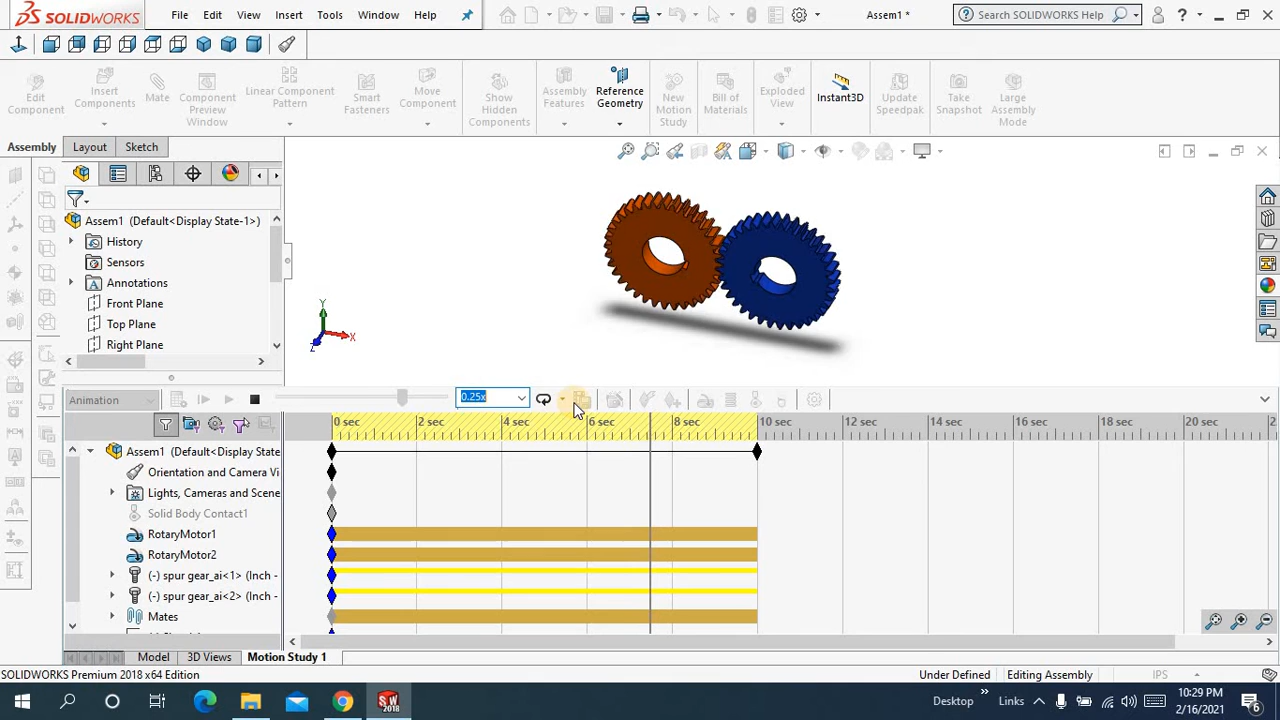 SOLIDWORKS File Edit View Insert Tools Window Help Assem1 * Search SOLIDWORKS Help ?
Edit Component
Insert Components
Mate
Component Preview Window
Linear Component Pattern
Smart Fasteners
Move Component
Show Hidden Components
Assembly Features
Reference Geometry
New Motion Study
Bill of Materials
Exploded View
Instant3D
Update Speedpak
Take Snapshot
Large Assembly Mode
Assembly Layout Sketch
Assem1 (Default<Display State-1>)
History
Sensors
Annotations
Front Plane
Top Plane
Right Plane
Y
X
Z
Animation 0.25x
0 sec 2 sec 4 sec 6 sec 8 sec 10 sec 12 sec 14 sec 16 sec 18 sec 20 sec 2
Assem1 (Default<Display State
Orientation and Camera Vi
Lights, Cameras and Scene
Solid Body Contact1
RotaryMotor1
RotaryMotor2
(-) spur gear_ai<1> (Inch -
(-) spur gear_ai<2> (Inch -
Mates
Model 3D Views Motion Study 1
SOLIDWORKS Premium 2018 x64 Edition Under Defined Editing Assembly IPS
Desktop » Links 10:29 PM
2/16/2021 6
SW
2018